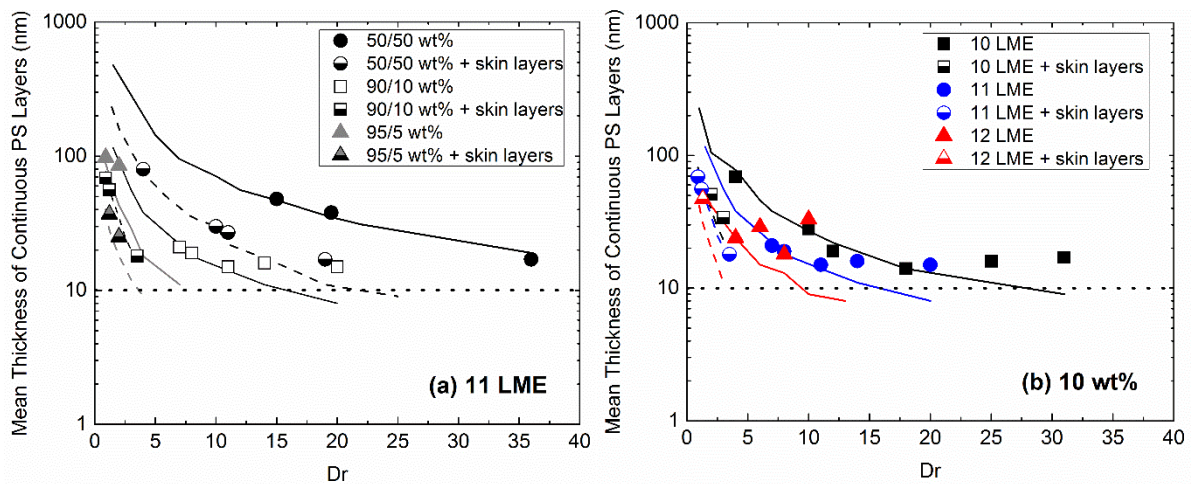 1000
100
10
1
Mean Thickness of Continuous PS Layers (nm)
50/50 wt%
50/50 wt% + skin layers
90/10 wt%
90/10 wt% + skin layers
95/5 wt%
95/5 wt% + skin layers
(a) 11 LME
0 5 10 15 20 25 30 35 40
Dr
1000
100
10
1
Mean Thickness of Continuous PS Layers (nm)
10 LME
10 LME + skin layers
11 LME
11 LME + skin layers
12 LME
12 LME + skin layers
(b) 10 wt%
0 5 10 15 20 25 30 35 40
Dr